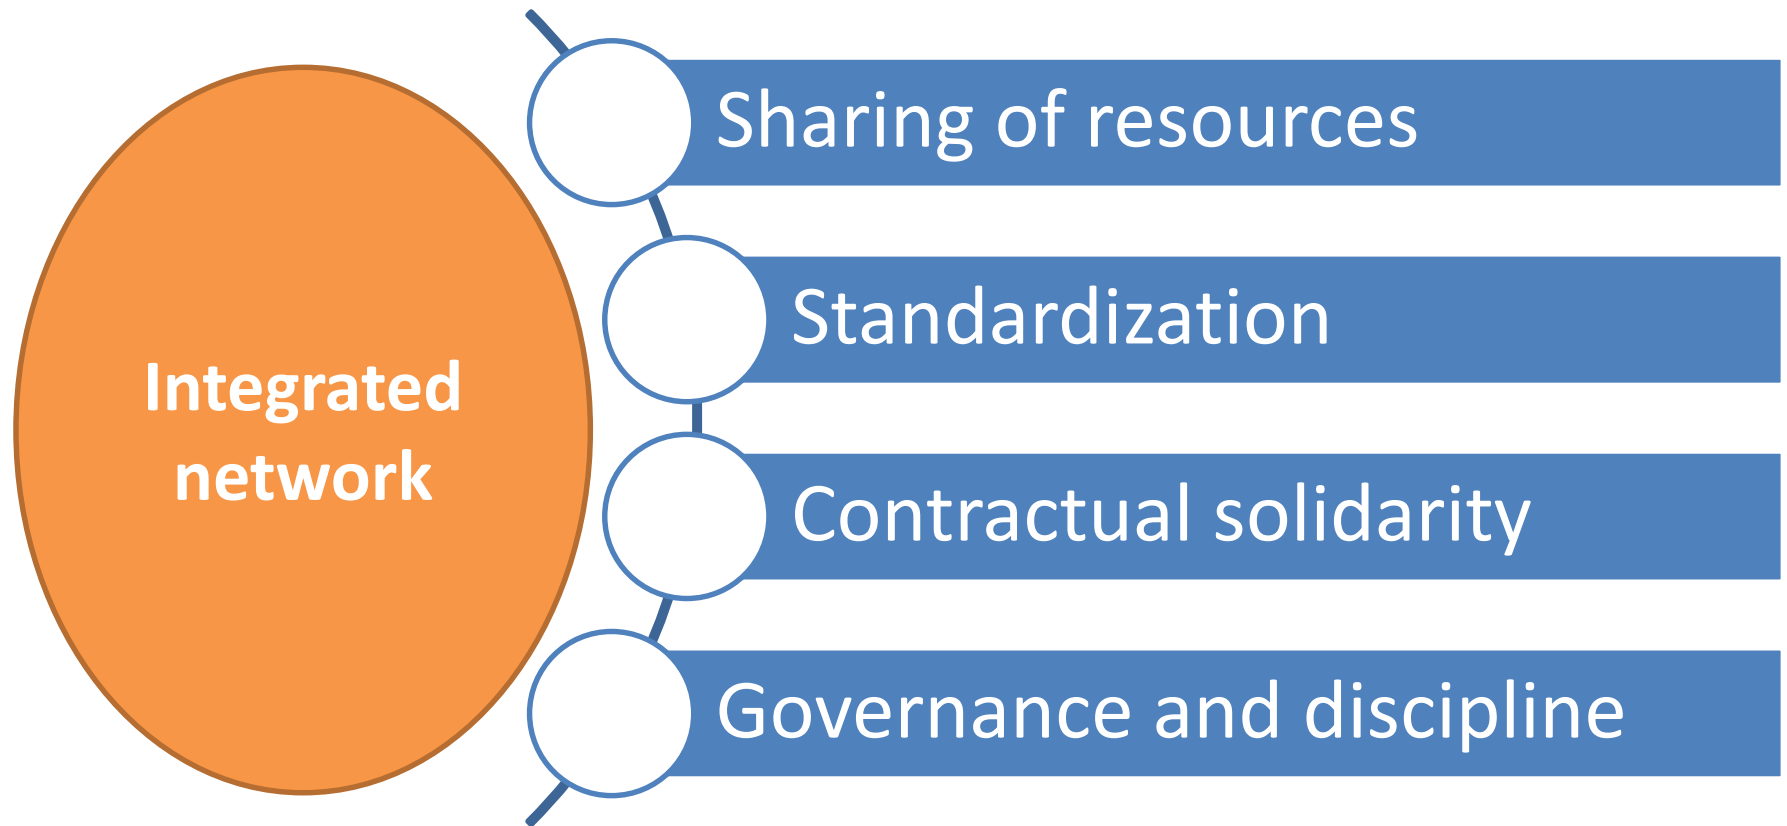 Integrated
network
Sharing of resources
Standardization
Contractual solidarity
Governance and discipline